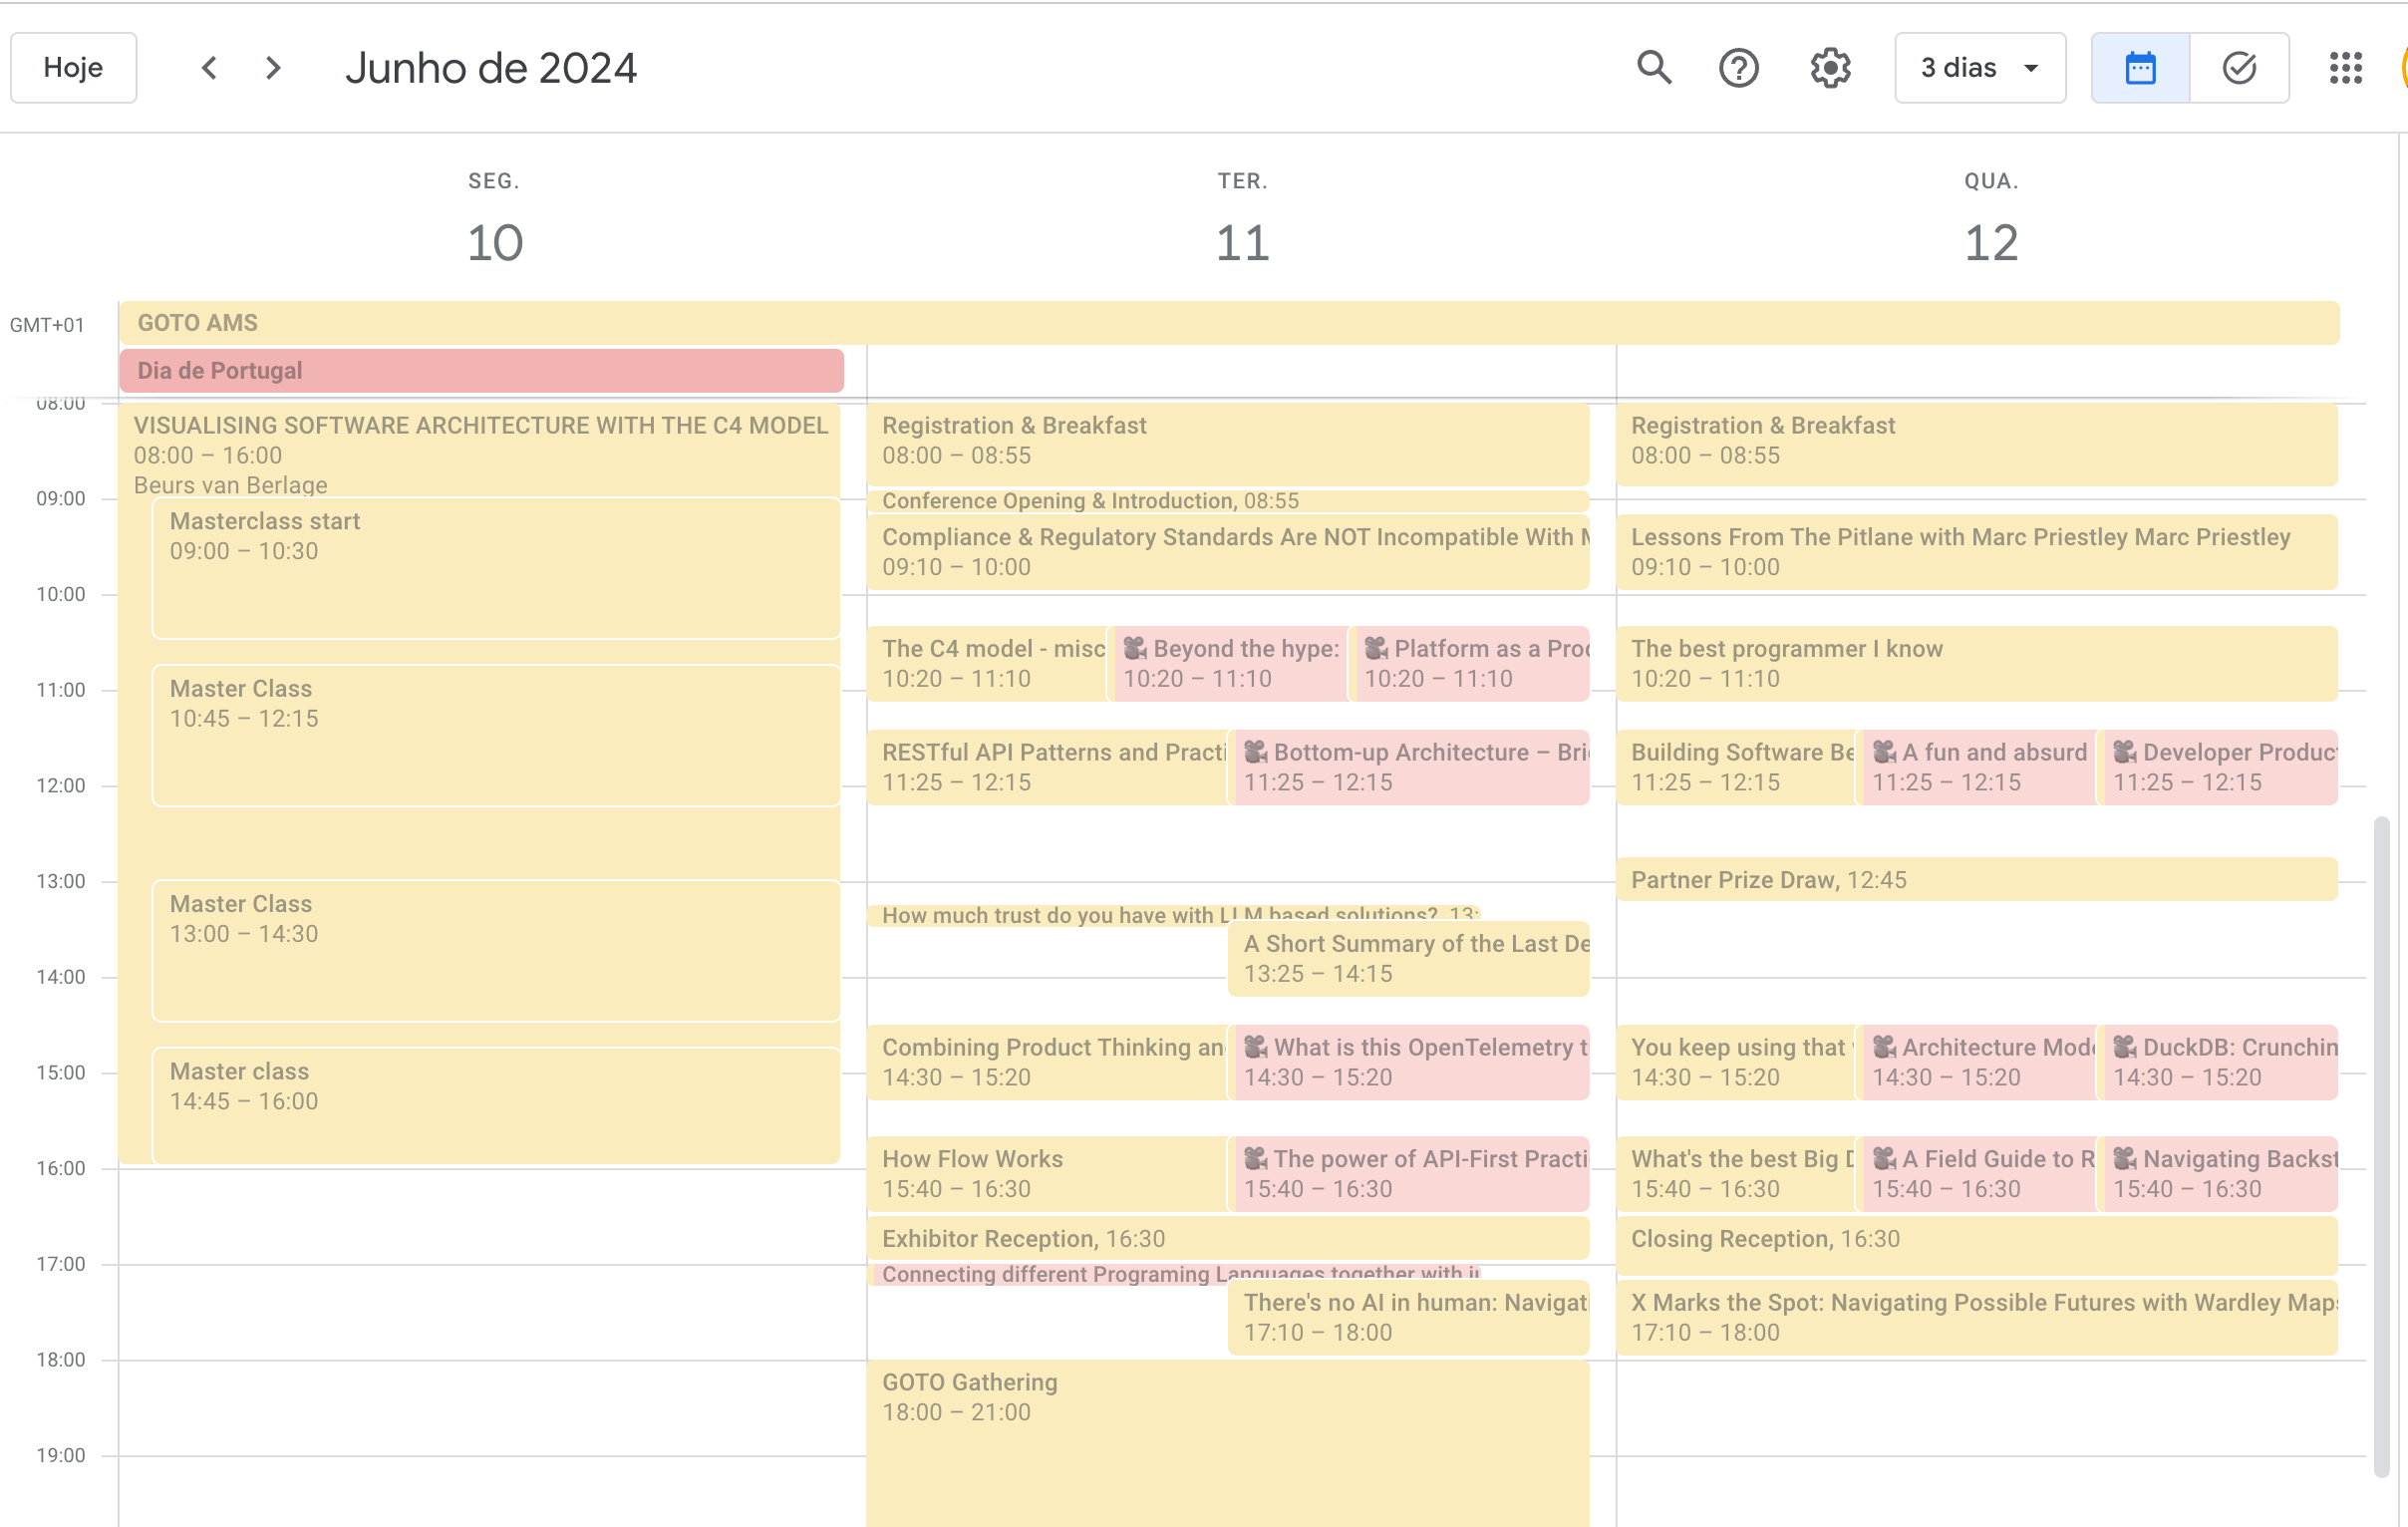 Hoje
Junho de 2024
3 dias
SEG.
10
TER.
11
QUA.
12
GMT+01
GOTO AMS
Dia de Portugal
08:00
09:00
10:00
11:00
12:00
13:00
14:00
15:00
16:00
17:00
18:00
19:00
VISUALISING SOFTWARE ARCHITECTURE WITH THE C4 MODEL
08:00 – 16:00
Beurs van Berlage
Masterclass start
09:00 – 10:30
Master Class
10:45 – 12:15
Master Class
13:00 – 14:30
Master class
14:45 – 16:00
Registration & Breakfast
08:00 – 08:55
Conference Opening & Introduction, 08:55
Compliance & Regulatory Standards Are NOT Incompatible With
09:10 – 10:00
The C4 model - misc
10:20 – 11:10
Beyond the hype:
10:20 – 11:10
Platform as a Proc
10:20 – 11:10
RESTful API Patterns and Practi
11:25 – 12:15
Bottom-up Architecture – Bri
11:25 – 12:15
How much trust do you have with LLM based solutions?, 13:
A Short Summary of the Last De
13:25 – 14:15
Combining Product Thinking an
14:30 – 15:20
What is this OpenTelemetry t
14:30 – 15:20
How Flow Works
15:40 – 16:30
The power of API-First Practi
15:40 – 16:30
Exhibitor Reception, 16:30
Connecting different Programing Languages together with
There's no AI in human: Navigat
17:10 – 18:00
GOTO Gathering
18:00 – 21:00
Registration & Breakfast
08:00 – 08:55
Lessons From The Pitlane with Marc Priestley Marc Priestley
09:10 – 10:00
The best programmer I know
10:20 – 11:10
Building Software Be
11:25 – 12:15
A fun and absurd
11:25 – 12:15
Developer Product
11:25 – 12:15
Partner Prize Draw, 12:45
You keep using that
14:30 – 15:20
Architecture Mode
14:30 – 15:20
DuckDB: Crunchin
14:30 – 15:20
What's the best Big D
15:40 – 16:30
A Field Guide to R
15:40 – 16:30
Navigating Backst
15:40 – 16:30
Closing Reception, 16:30
X Marks the Spot: Navigating Possible Futures with Wardley Maps
17:10 – 18:00